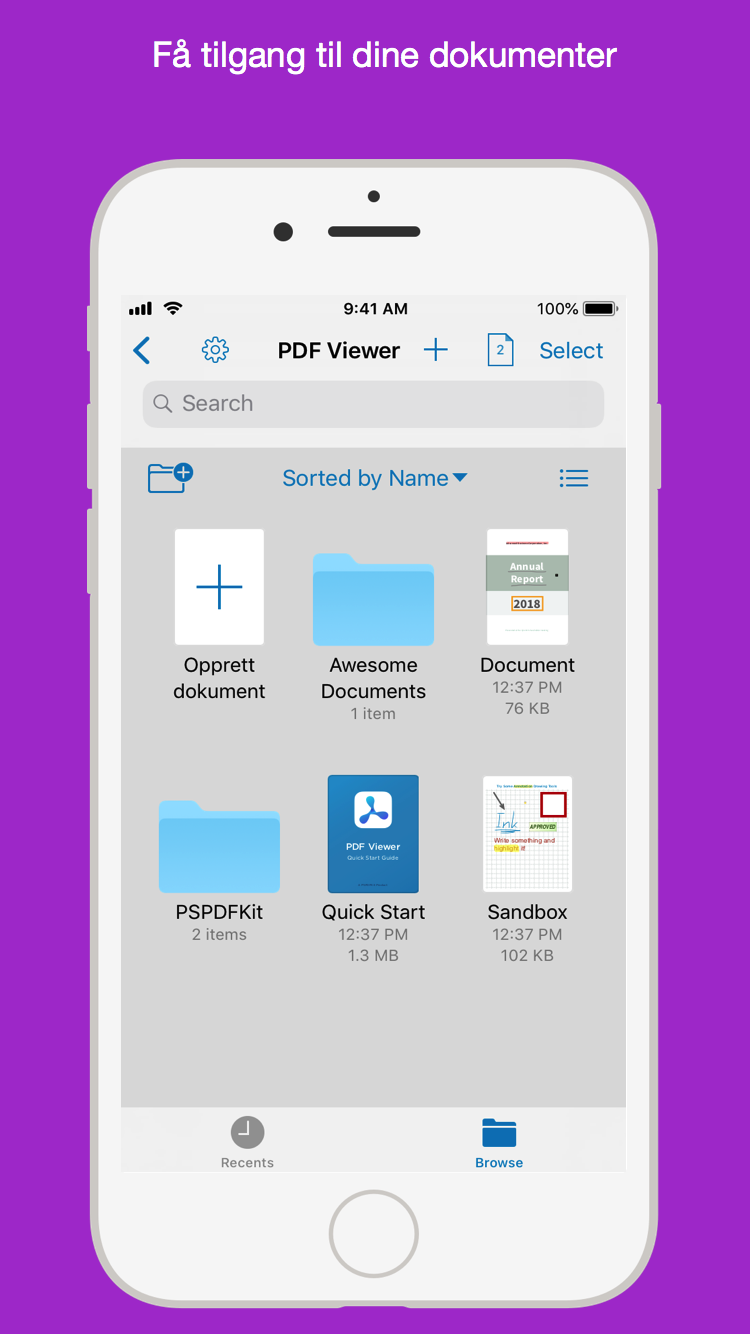 Få tilgang til dine dokumenter
9:41 AM
100%
PDF Viewer
2
Select
Search
Sorted by Name
Annual
Report
2018
Opprett
dokument
Awesome
Documents
1 item
Document
12:37 PM
76 KB
PDF Viewer
Quick Start Guide
Ink
APPROVED
Write something and
highlight it!
PSPDFKit
2 items
Quick Start
12:37 PM
1.3 MB
Sandbox
12:37 PM
102 KB
Recents
Browse